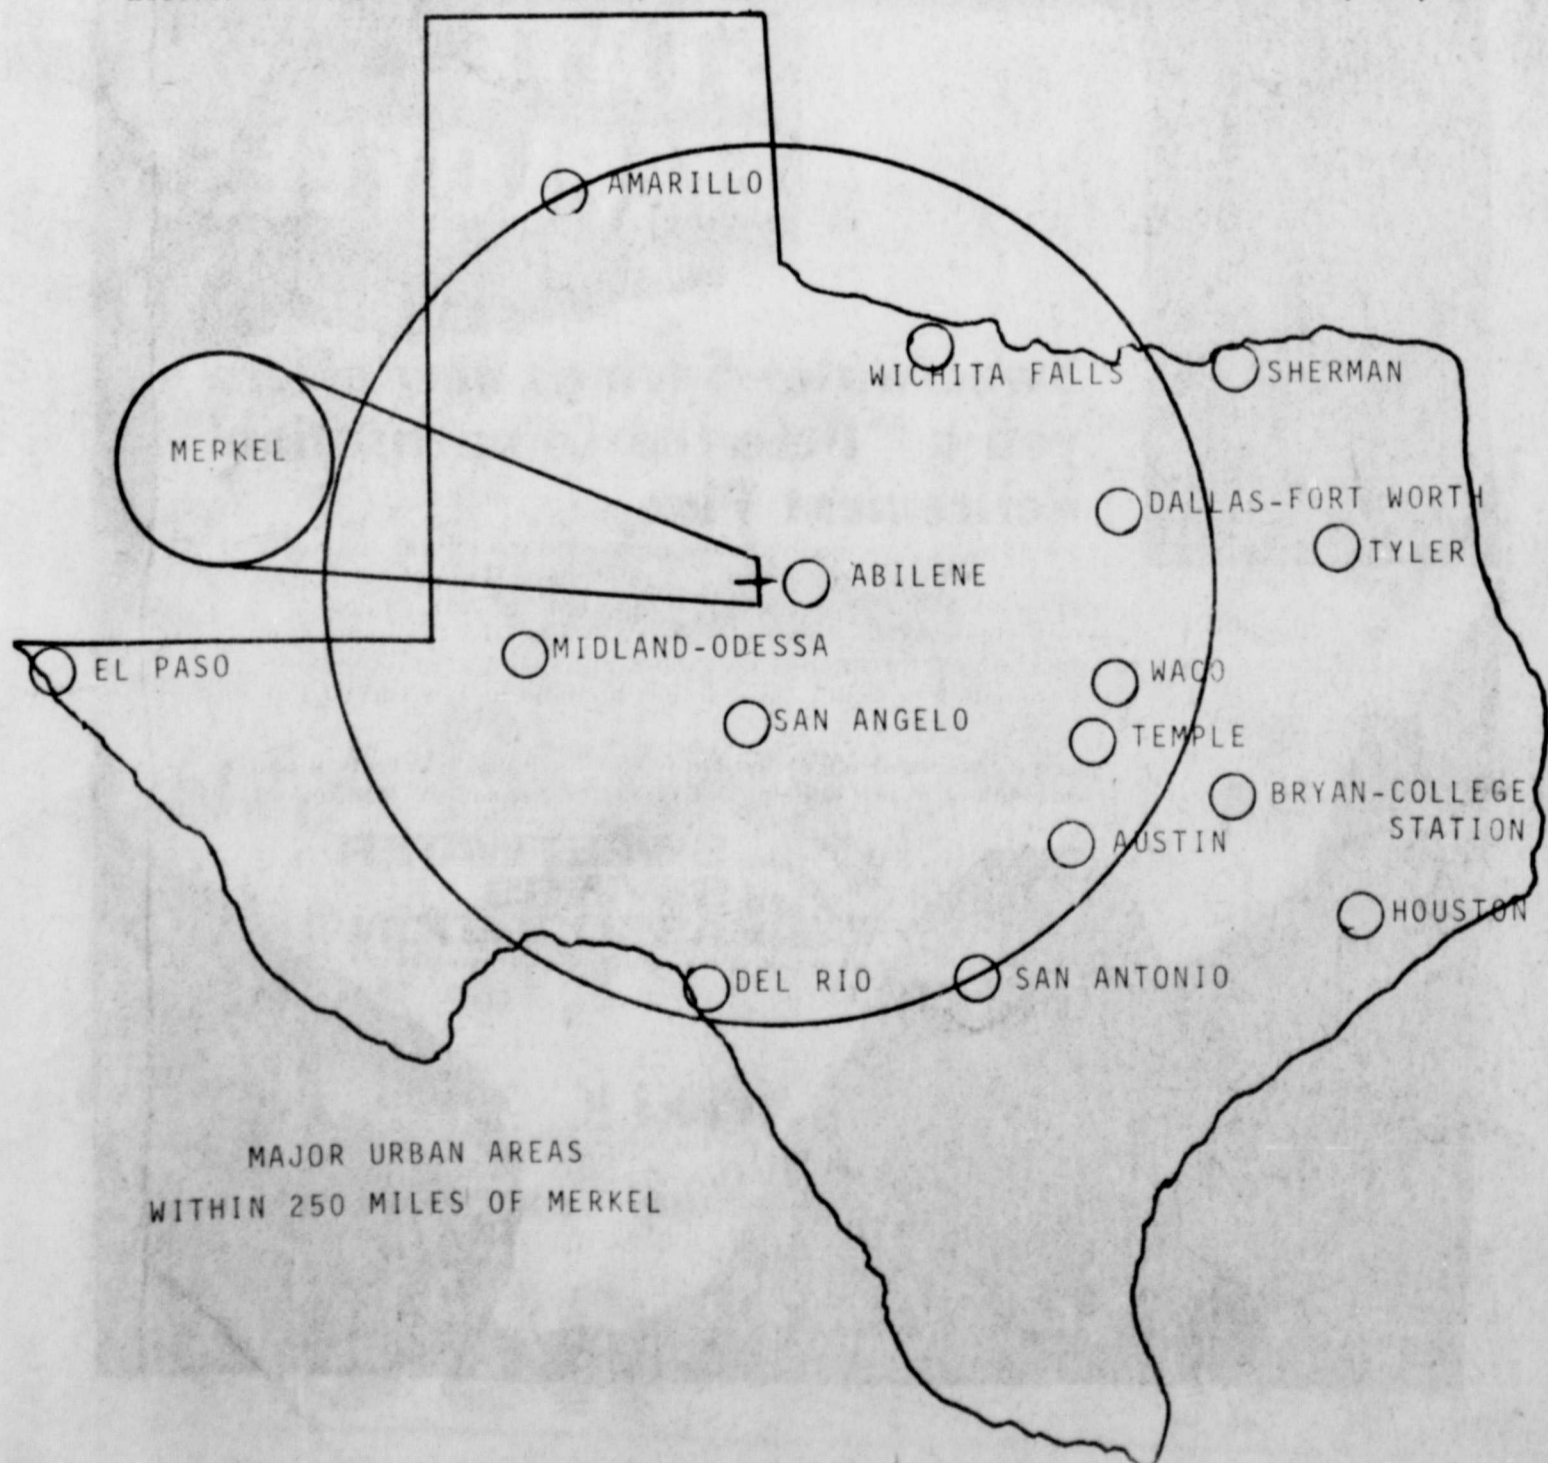 AMARILLO
WICHITA FALLS
SHERMAN
MERKEL
DALLAS-FORT WORTH
TYLER
ABILENE
MIDLAND-ODESSA
EL PASO
WACO
SAN ANGELO
TEMPLE
BRYAN-COLLEGE
STATION
AUSTIN
HOUSTON
DEL RIO
SAN ANTONIO
MAJOR URBAN AREAS
WITHIN 250 MILES OF MERKEL